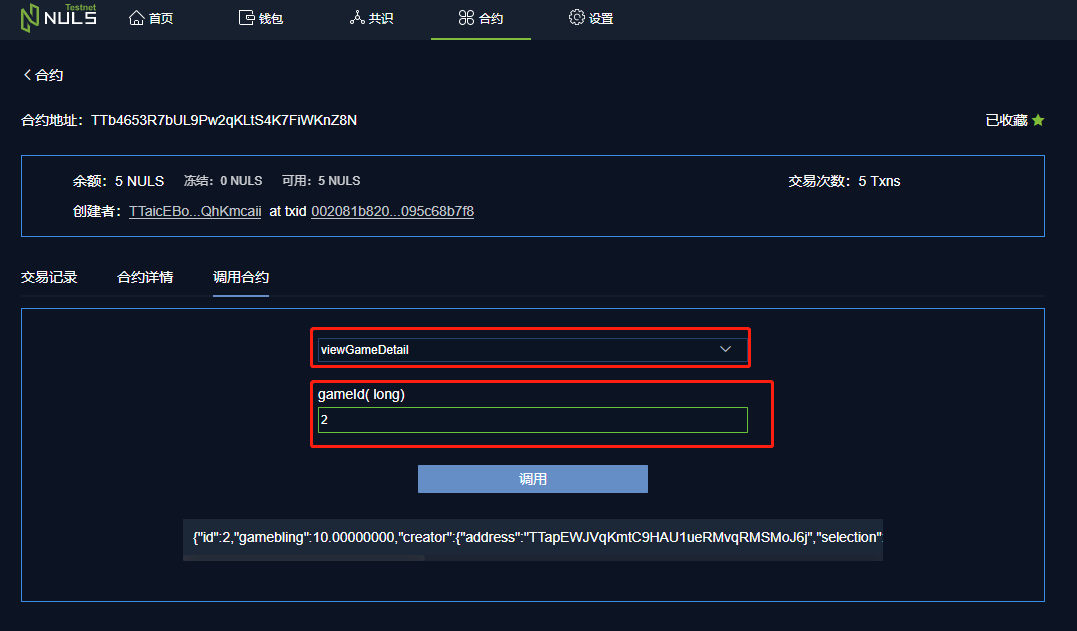 Testnet
NULS 首页 钱包 共识 合约 设置
合约
合约地址：TTb4653R7bUL9Pw2qKLtS4K7FiWKnZ8N 已收藏
余额：5 NULS 冻结：0 NULS 可用：5 NULS 交易次数：5 Txns
创建者：TTaicEBo...QhKmcaii at txid 002081b820...095c68b7f8
交易记录 合约详情 调用合约
viewGameDetail
gameId( long)
2
调用
{"id":2,"gamebling":10.00000000,"creator":{"address":"TTapEWJVqKmtC9HAU1ueRMvqRMSMoJ6j","selection":